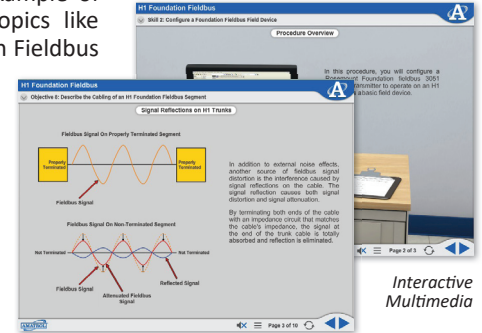 xample of
opics like
n Fieldbus
H1 Foundation Fieldbus
Skill 2: Configure a Foundation Fieldbus Field Device
A
Procedure Overview
In this procedure, you will configure a
Foundation fieldbus 3051
transmitter to operate on an H1
a basic field device.
Page 2 of 3
H1 Foundation Fieldbus
Objective 8: Describe the Cabling of an H1 Foundation Fieldbus Segment
A
Signal Reflections on H1 Trunks
Fieldbus Signal On Properly Terminated Segment
Properly
Terminated
Properly
Terminated
Fieldbus Signal
Fieldbus Signal On Non-Terminated Segment
Not Terminated
Not Terminated
Fieldbus
Signal
Attenuated Fieldbus
Signal
Reflected Signal
In addition to external noise effects,
another source of fieldbus signal
distortion is the interference caused by
signal reflections on the cable. The
signal reflection causes both signal
distortion and signal attenuation.
By terminating both ends of the cable
with an impedance circuit that matches
the cable's impedance, the signal at
the end of trunk cable is totally
absorbed and reflection is eliminated.
AMATROL
Page 3 of 10
Interactive
Multimedia